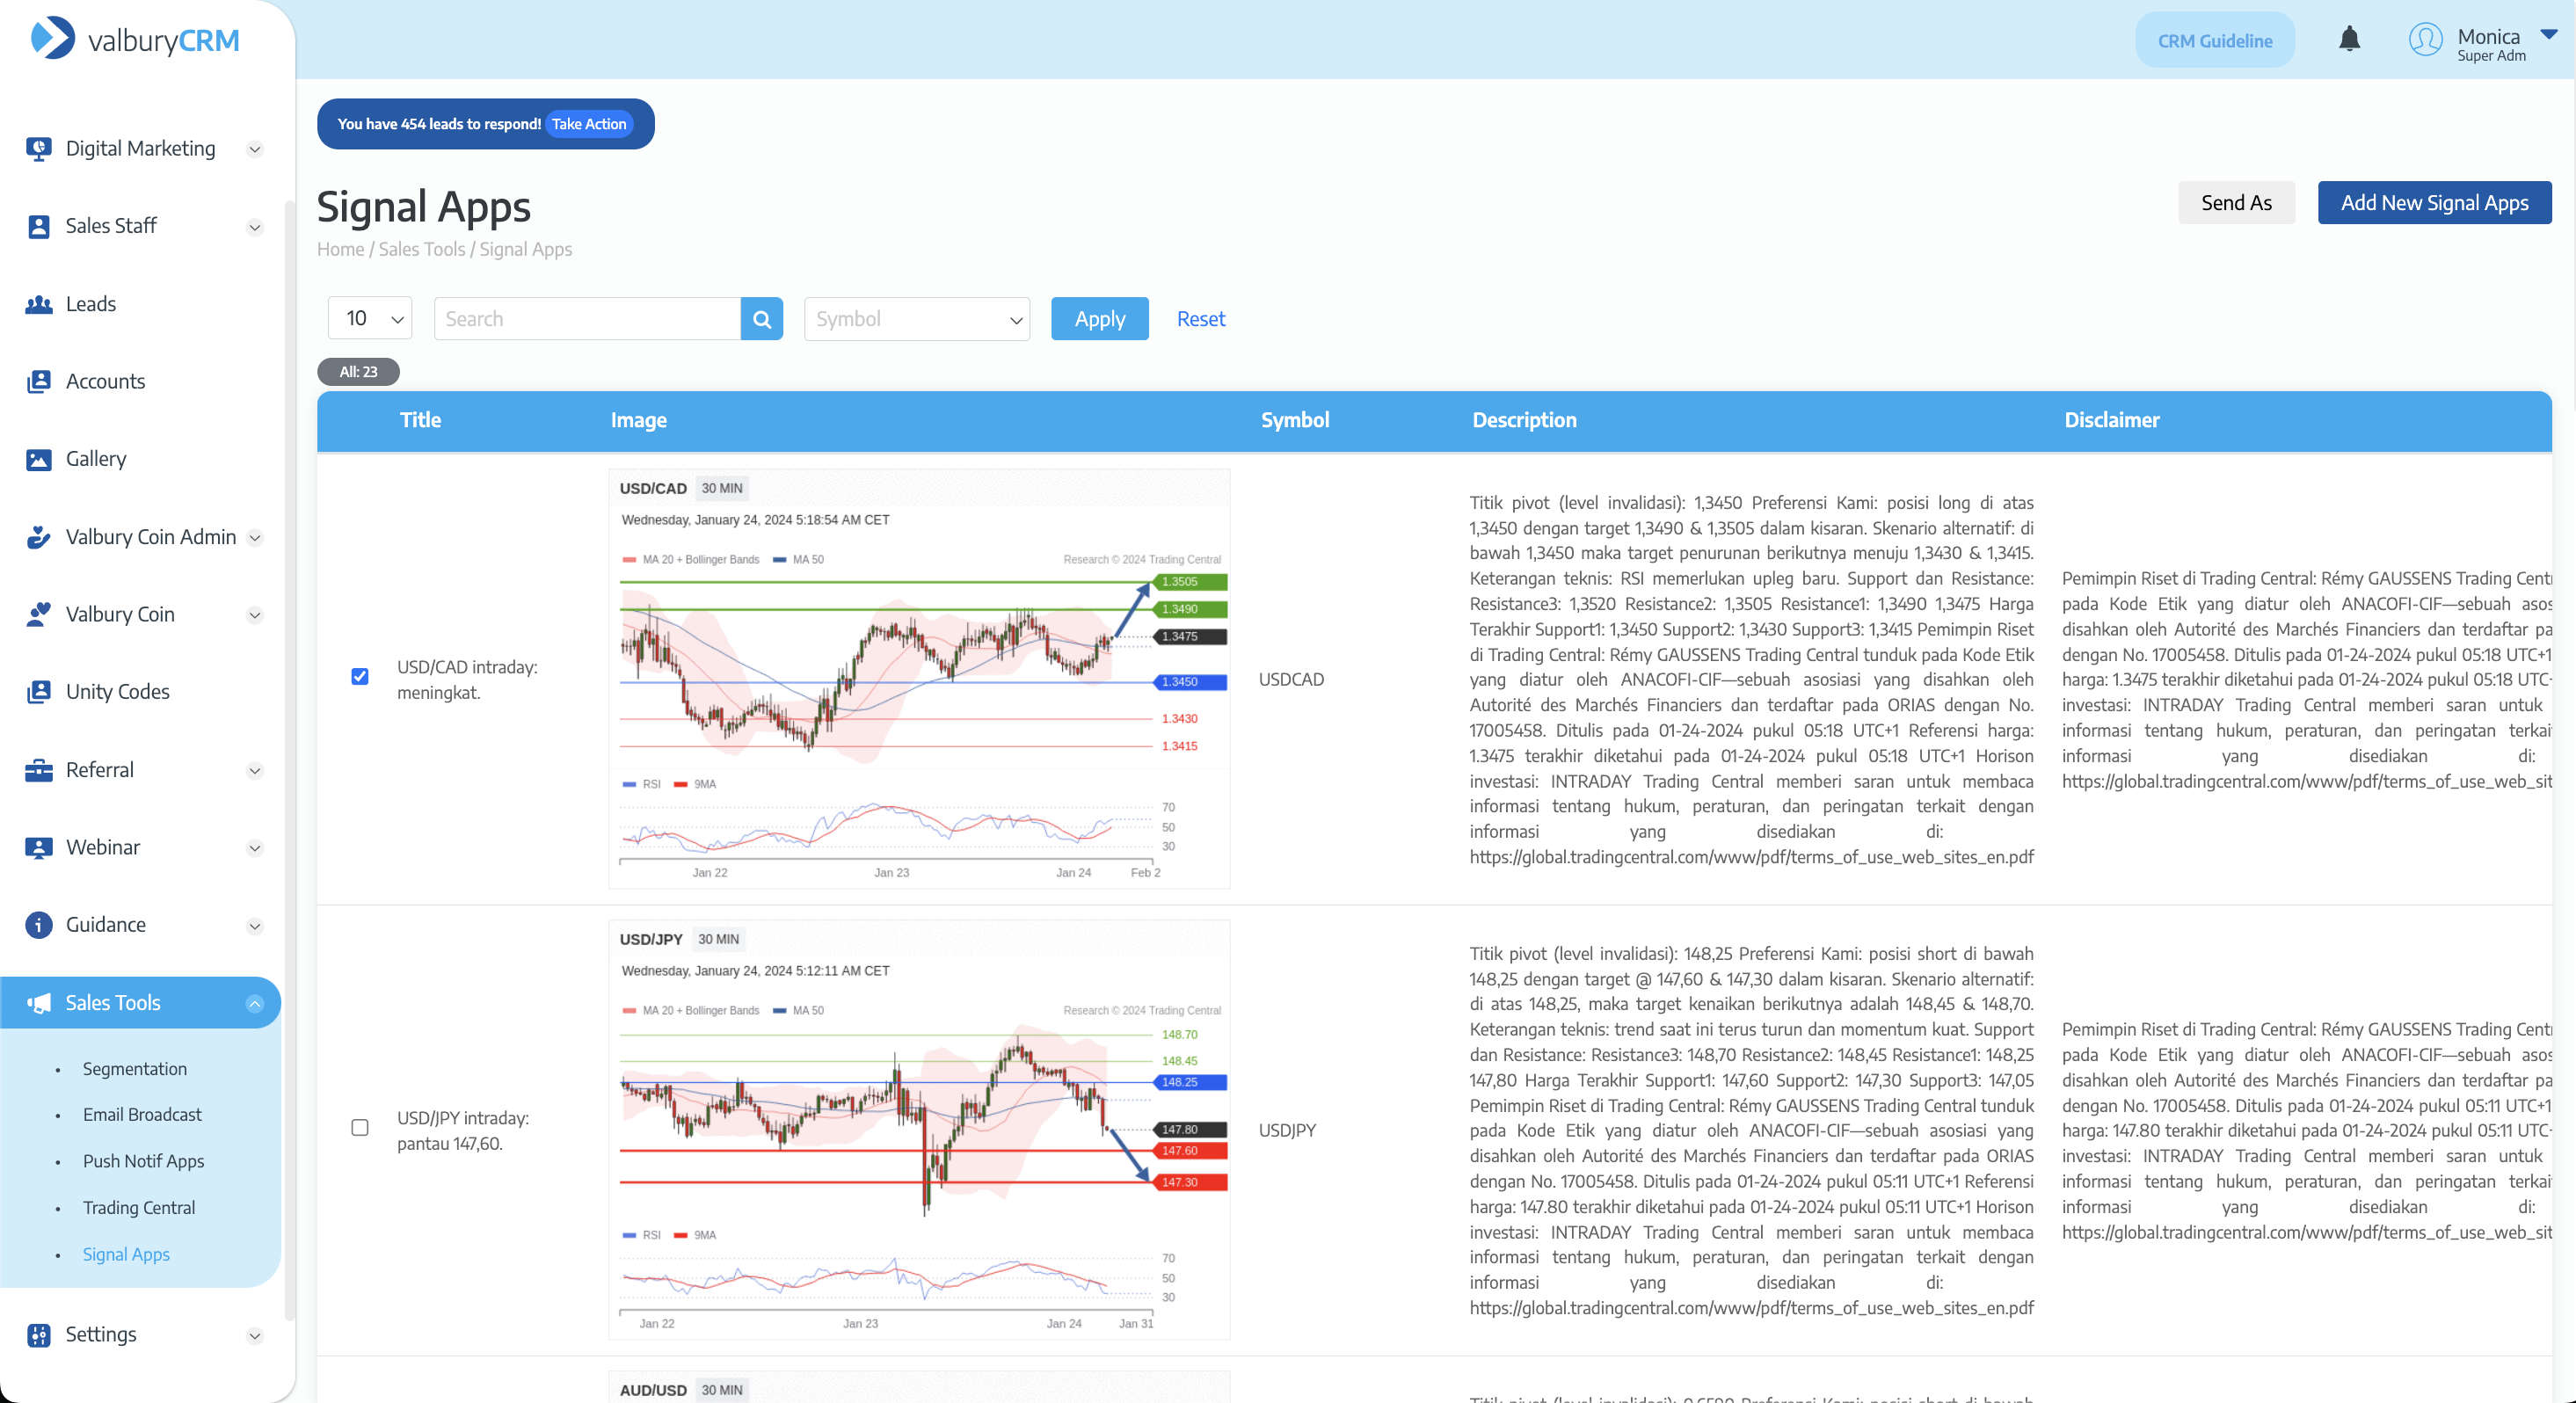 valburyCRM
CRM Guideline
Monica
Super Adm
Digital Marketing
Sales Staff
Leads
Accounts
Gallery
Valbury Coin Admin
Valbury Coin
Unity Codes
Referral
Webinar
Guidance
Sales Tools
Segmentation
Email Broadcast
Push Notif Apps
Trading Central
Signal Apps
Settings
You have 454 leads to respond! Take Action
Signal Apps
Home / Sales Tools / Signal Apps
Send As
Add New Signal Apps
10
Search
Symbol
Apply
Reset
All: 23
Title Image Symbol Description Disclaimer
USD/CAD intraday:
meningkat.
USD/CAD 30 MIN
Wednesday, January 24, 2024 5:18:54 AM CET
MA 20 + Bollinger Bands MA 50 Research © 2024 Trading Central
1.3505
1.3490
1.3475
1.3450
1.3430
1.3415
RSI 9MA
70
50
30
Jan 22 Jan 23 Jan 24 Feb 2
USDCAD
Titik pivot (level invalidasi): 1,3450 Preferensi Kami: posisi long di atas
1,3450 dengan target 1,3490 & 1,3505 dalam kisaran. Skenario alternatif: di
bawah 1,3450 maka target penurunan berikutnya menuju 1,3430 & 1,3415.
Keterangan teknis: RSI memerlukan upleg baru. Support dan Resistance:
Resistance3: 1,3520 Resistance2: 1,3505 Resistance1: 1,3490 1,3475 Harga
Terakhir Support1: 1,3450 Support2: 1,3430 Support3: 1,3415 Pemimpin Riset
di Trading Central: Rémy GAUSSENS Trading Central tunduk pada Kode Etik
yang diatur oleh ANACOFI-CIF—sebuah asosiasi yang disahkan oleh
Autorité des Marchés Financiers dan terdaftar pada ORIAS dengan No.
17005458. Ditulis pada 01-24-2024 pukul 05:18 UTC+1 Referensi harga:
1.3475 terakhir diketahui pada 01-24-2024 pukul 05:18 UTC+1 Horison
investasi: INTRADAY Trading Central memberi saran untuk membaca
informasi tentang hukum, peraturan, dan peringatan terkait dengan
informasi yang disediakan di:
https://global.tradingcentral.com/www/pdf/terms_of_use_web_sites_en.pdf
Pemimpin Riset di Trading Central: Rémy GAUSSENS Trading Cent
pada Kode Etik yang diatur oleh ANACOFI-CIF—sebuah asos
disahkan oleh Autorité des Marchés Financiers dan terdaftar pa
dengan No. 17005458. Ditulis pada 01-24-2024 pukul 05:18 UTC+1
harga: 1.3475 terakhir diketahui pada 01-24-2024 pukul 05:18 UTC
investasi: INTRADAY Trading Central memberi saran untuk
informasi tentang hukum, peraturan, dan peringatan terkai
informasi yang disediakan di:
https://global.tradingcentral.com/www/pdf/terms_of_use_web_sit
USD/JPY intraday:
pantau 147,60.
USD/JPY 30 MIN
Wednesday, January 24, 2024 5:12:11 AM CET
MA 20 + Bollinger Bands MA 50 Research © 2024 Trading Central
148.70
148.45
148.25
147.80
147.60
147.30
RSI 9MA
70
50
30
Jan 22 Jan 23 Jan 24 Jan 31
USDJPY
Titik pivot (level invalidasi): 148,25 Preferensi Kami: posisi short di bawah
148,25 dengan target @ 147,60 & 147,30 dalam kisaran. Skenario alternatif:
di atas 148,25, maka target kenaikan berikutnya adalah 148,45 & 148,70.
Keterangan teknis: trend saat ini terus turun dan momentum kuat. Support
dan Resistance: Resistance3: 148,70 Resistance2: 148,45 Resistance1: 148,25
147,80 Harga Terakhir Support1: 147,60 Support2: 147,30 Support3: 147,05
Pemimpin Riset di Trading Central: Rémy GAUSSENS Trading Central tunduk
pada Kode Etik yang diatur oleh ANACOFI-CIF—sebuah asosiasi yang
disahkan oleh Autorité des Marchés Financiers dan terdaftar pada ORIAS
dengan No. 17005458. Ditulis pada 01-24-2024 pukul 05:11 UTC+1 Referensi
harga: 147.80 terakhir diketahui pada 01-24-2024 pukul 05:11 UTC+1 Horison
investasi: INTRADAY Trading Central memberi saran untuk membaca
informasi tentang hukum, peraturan, dan peringatan terkait dengan
informasi yang disediakan di:
https://global.tradingcentral.com/www/pdf/terms_of_use_web_sites_en.pdf
Pemimpin Riset di Trading Central: Rémy GAUSSENS Trading Cent
pada Kode Etik yang diatur oleh ANACOFI-CIF—sebuah asos
disahkan oleh Autorité des Marchés Financiers dan terdaftar pa
dengan No. 17005458. Ditulis pada 01-24-2024 pukul 05:11 UTC+1
harga: 147.80 terakhir diketahui pada 01-24-2024 pukul 05:11 UTC
investasi: INTRADAY Trading Central memberi saran untuk
informasi tentang hukum, peraturan, dan peringatan terkai
informasi yang disediakan di:
https://global.tradingcentral.com/www/pdf/terms_of_use_web_sit
AUD/USD 30 MIN